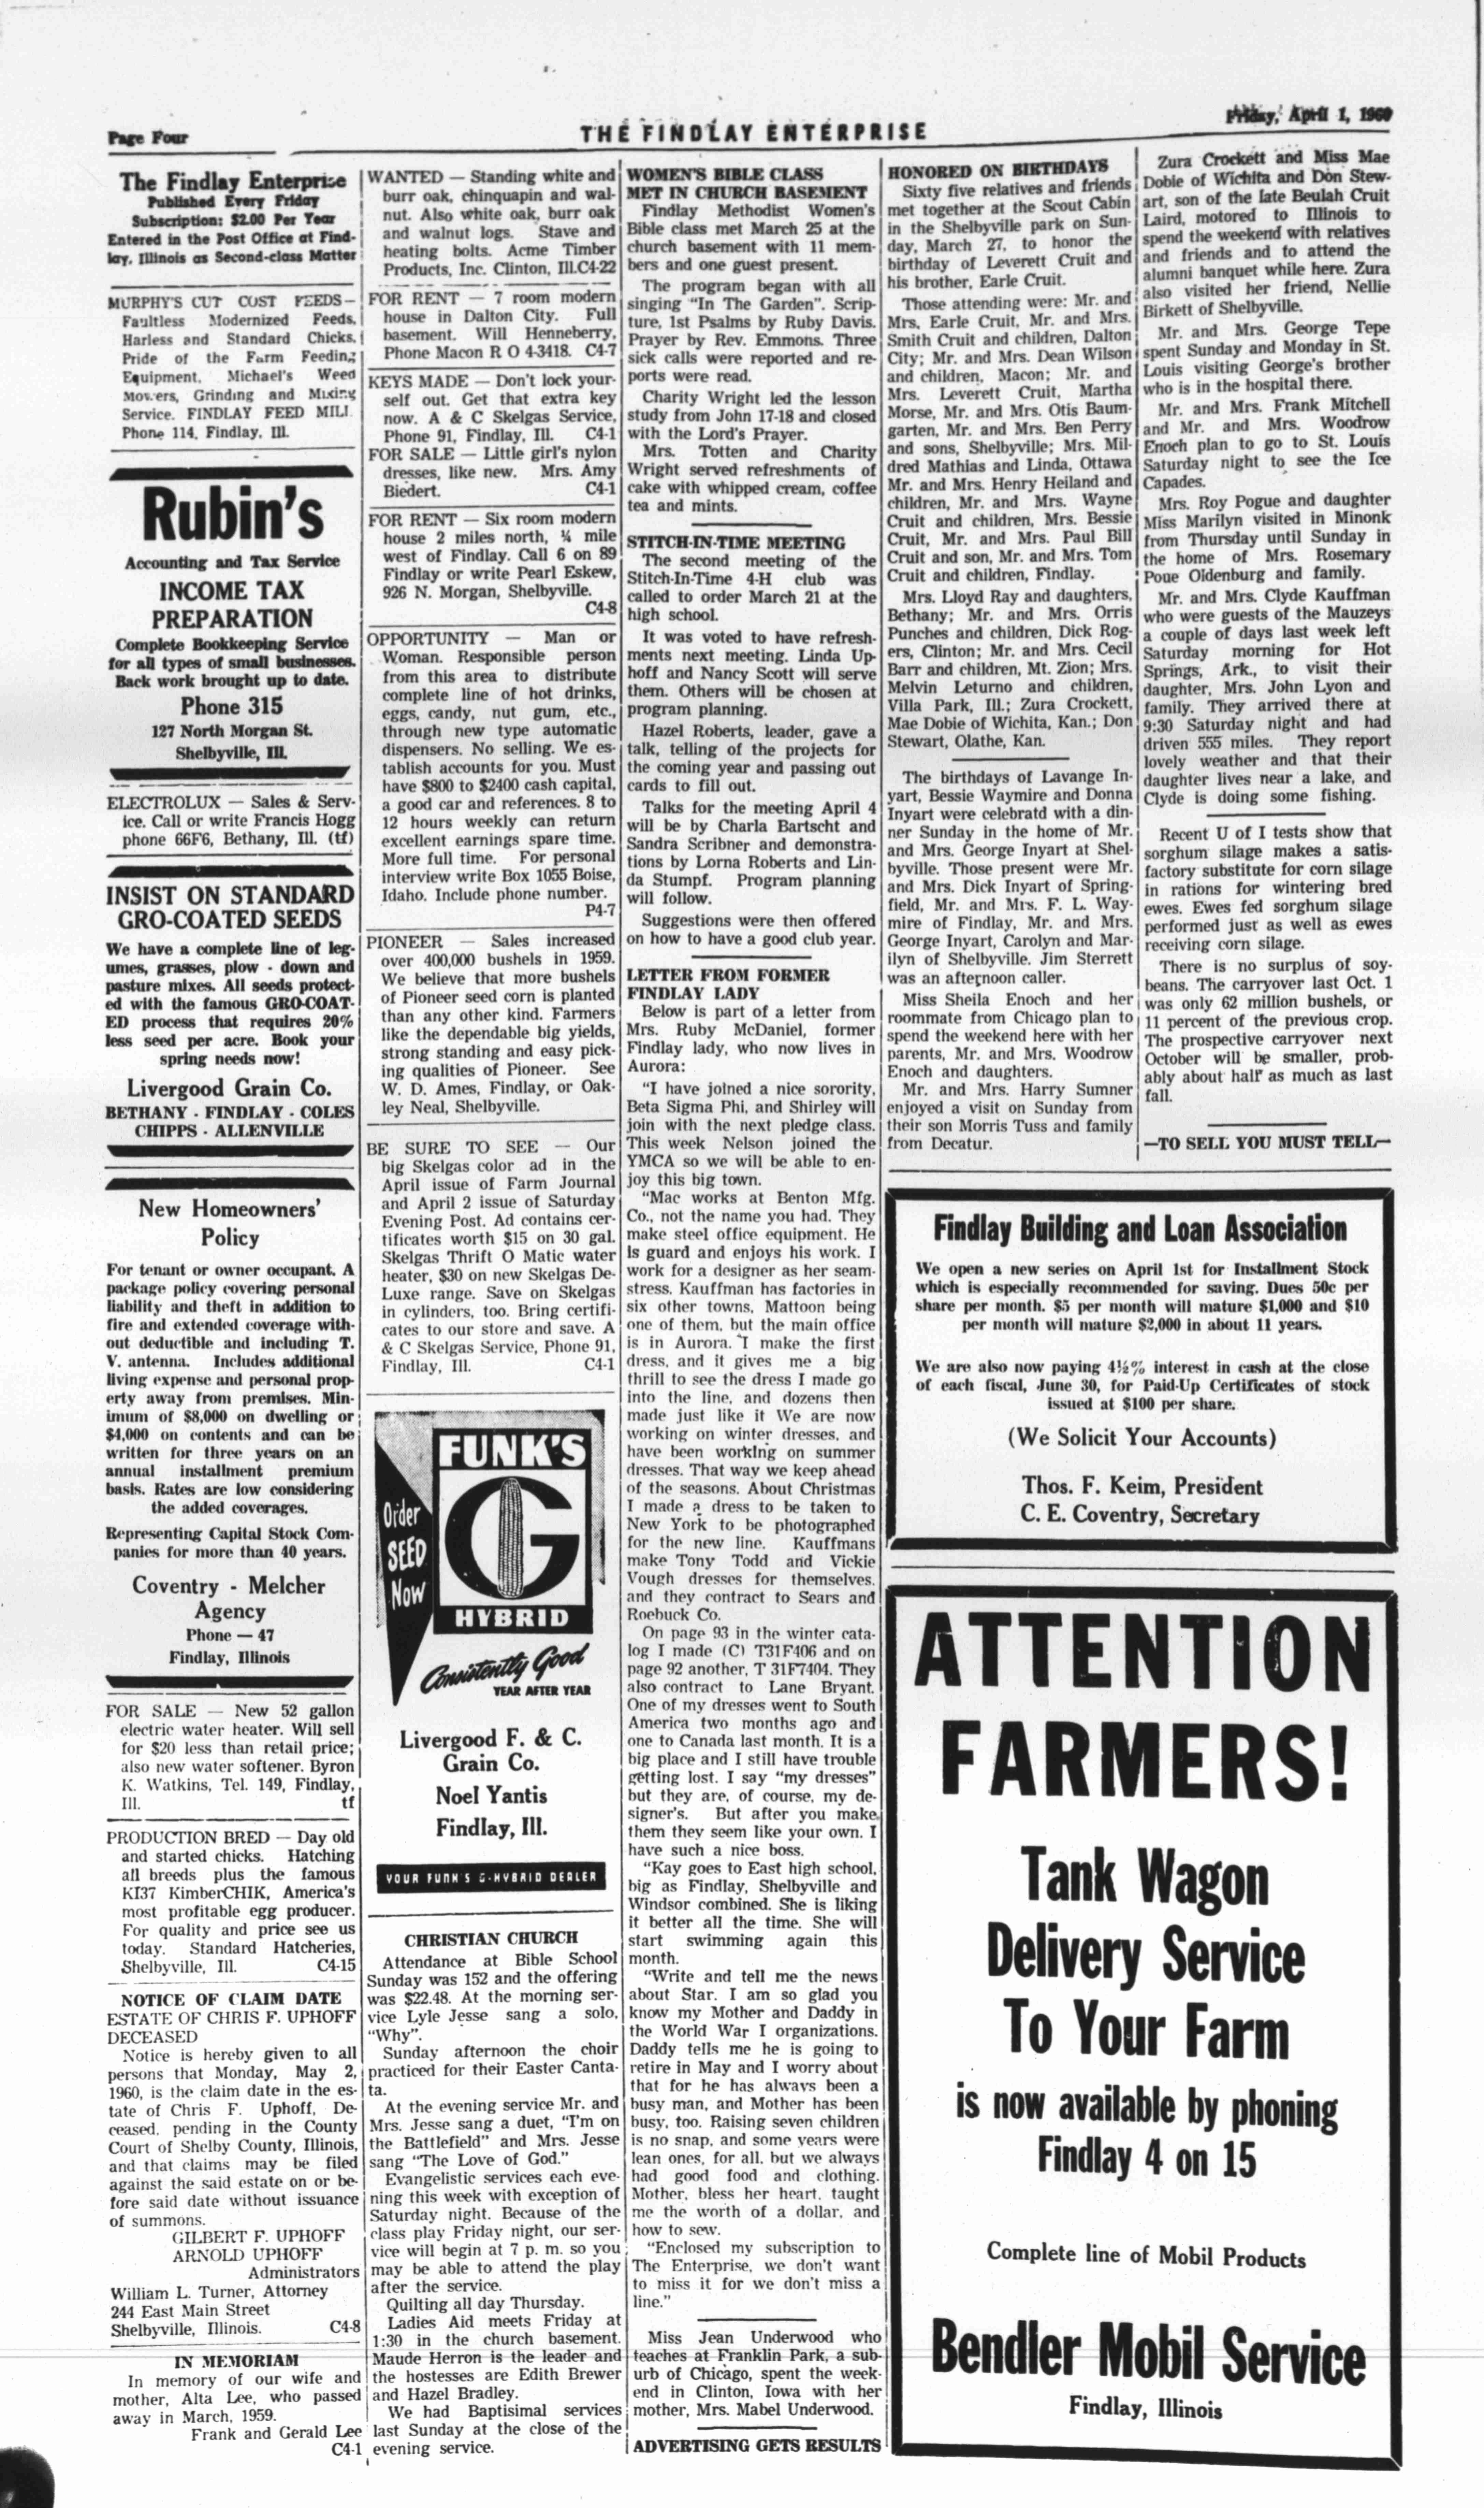 Page Four
THE FINDLAY ENTERPRISE
Friday, April 1, 1960
The Findlay Enterprise
Published Every Friday
Subscription: $2.00 Per Year
Entered in the Post Office at Find-
lay, Illinois as Second-class Matter
MURPHY'S CUT COST FEEDS—
Faultless Modernized Feeds,
Harless and Standard Chicks.
Pride of the Farm Feeding
Equipment. Michael's Weed
Movers, Grinding and Mixing
Service. FINDLAY FEED MILL
Phone 114, Findlay, Ill.
Rubin's
Accounting and Tax Service
INCOME TAX
PREPARATION
Complete Bookkeeping Service
for all types of small businesses.
Back work brought up to date.
Phone 315
127 North Morgan St.
Shelbyville, Ill.
ELECTROLUX — Sales & Serv-
ice. Call or write Francis Hogg
phone 66F6, Bethany, Ill. (tf)
INSIST ON STANDARD
GRO-COATED SEEDS
We have a complete line of leg-
umes, grasses, plow - down and
pasture mixes. All seeds protect-
ed with the famous GRO-COAT-
ED process that requires 20%
less seed per acre. Book your
spring needs now!
Livergood Grain Co.
BETHANY - FINDLAY - COLES
CHIPPS - ALLENVILLE
New Homeowners'
Policy
For tenant or owner occupant. A
package policy covering personal
liability and theft in addition to
fire and extended coverage with-
out deductible and including T.
V. antenna. Includes additional
living expense and personal prop-
erty away from premises. Min-
imum of $8,000 on dwelling or
$4,000 on contents and can be
written for three years on an
annual installment premium
basis. Rates are low considering
the added coverages.
Representing Capital Stock Com-
panies for more than 40 years.
Coventry - Melcher
Agency
Phone — 47
Findlay, Illinois
FOR SALE — New 52 gallon
electric water heater. Will sell
for $20 less than retail price;
also new water softener. Byron
K. Watkins, Tel. 149, Findlay,
Ill. tf
PRODUCTION BRED — Day old
and started chicks. Hatching
all breeds plus the famous
K137 KimberCHIK, America's
most profitable egg producer.
For quality and price see us
today. Standard Hatcheries,
Shelbyville, Ill. C4-15
NOTICE OF CLAIM DATE
ESTATE OF CHRIS F. UPHOFF
DECEASED
Notice is hereby given to all
persons that Monday, May 2,
1960, is the claim date in the es-
tate of Chris F. Uphoff, De-
ceased, pending in the County
Court of Shelby County, Illinois,
and that claims may be filed
against the said estate on or be-
fore said date without issuance
of summons.
GILBERT F. UPHOFF
ARNOLD UPHOFF
Administrators
William L. Turner, Attorney
244 East Main Street
Shelbyville, Illinois. C4-8
IN MEMORIAM
In memory of our wife and
mother, Alta Lee, who passed
away in March, 1959.
Frank and Gerald Lee
C4-1
WANTED — Standing white and
burr oak, chinquapin and wal-
nut. Also white oak, burr oak
and walnut logs. Stave and
heating bolts. Acme Timber
Products, Inc. Clinton, Ill.C4-22
FOR RENT — 7 room modern
house in Dalton City. Full
basement. Will Henneberry,
Phone Macon R O 4-3418. C4-7
KEYS MADE — Don't lock your-
self out. Get that extra key
now. A & C Skelgas Service,
Phone 91, Findlay, Ill. C4-1
FOR SALE — Little girl's nylon
dresses, like new. Mrs. Amy
Biedert. C4-1
FOR RENT — Six room modern
house 2 miles north, ¼ mile
west of Findlay. Call 6 on 89
Findlay or write Pearl Eskew,
926 N. Morgan, Shelbyville.
C4-8
OPPORTUNITY — Man or
Woman. Responsible person
from this area to distribute
complete line of hot drinks,
eggs, candy, nut gum, etc.,
through new type automatic
dispensers. No selling. We es-
tablish accounts for you. Must
have $800 to $2400 cash capital,
a good car and references. 8 to
12 hours weekly can return
excellent earnings spare time.
More full time. For personal
interview write Box 1055 Boise,
Idaho. Include phone number.
P4-7
PIONEER — Sales increased
over 400,000 bushels in 1959.
We believe that more bushels
of Pioneer seed corn is planted
than any other kind. Farmers
like the dependable big yields,
strong standing and easy pick-
ing qualities of Pioneer. See
W. D. Ames, Findlay, or Oak-
ley Neal, Shelbyville.
BE SURE TO SEE — Our
big Skelgas color ad in the
April issue of Farm Journal
and April 2 issue of Saturday
Evening Post. Ad contains cer-
tificates worth $15 on 30 gal.
Skelgas Thrift O Matic water
heater, $30 on new Skelgas De-
Luxe range. Save on Skelgas
in cylinders, too. Bring certifi-
cates to our store and save. A
& C Skelgas Service, Phone 91,
Findlay, Ill. C4-1
FUNK'S
G
HYBRID
Order
SEED
Now
Consistently Good
YEAR AFTER YEAR
Livergood F. & C.
Grain Co.
Noel Yantis
Findlay, Ill.
YOUR FUNK'S G-HYBRID DEALER
CHRISTIAN CHURCH
Attendance at Bible School
Sunday was 152 and the offering
was $22.48. At the morning ser-
vice Lyle Jesse sang a solo,
"Why".
Sunday afternoon the choir
practiced for their Easter Canta-
ta.
At the evening service Mr. and
Mrs. Jesse sang a duet, "I'm on
the Battlefield" and Mrs. Jesse
sang "The Love of God."
Evangelistic services each eve-
ning this week with exception of
Saturday night. Because of the
class play Friday night, our ser-
vice will begin at 7 p. m. so you
may be able to attend the play
after the service.
Quilting all day Thursday.
Ladies Aid meets Friday at
1:30 in the church basement.
Maude Herron is the leader and
the hostesses are Edith Brewer
and Hazel Bradley.
We had Baptisimal services
last Sunday at the close of the
evening service.
WOMEN'S BIBLE CLASS
MET IN CHURCH BASEMENT
Findlay Methodist Women's
Bible class met March 25 at the
church basement with 11 mem-
bers and one guest present.
The program began with all
singing "In The Garden". Scrip-
ture, 1st Psalms by Ruby Davis.
Prayer by Rev. Emmons. Three
sick calls were reported and re-
ports were read.
Charity Wright led the lesson
study from John 17-18 and closed
with the Lord's Prayer.
Mrs. Totten and Charity
Wright served refreshments of
cake with whipped cream, coffee
tea and mints.
STITCH-IN-TIME MEETING
The second meeting of the
Stitch-In-Time 4-H club was
called to order March 21 at the
high school.
It was voted to have refresh-
ments next meeting. Linda Up-
hoff and Nancy Scott will serve
them. Others will be chosen at
program planning.
Hazel Roberts, leader, gave a
talk, telling of the projects for
the coming year and passing out
cards to fill out.
Talks for the meeting April 4
will be by Charla Bartscht and
Sandra Scribner and demonstra-
tions by Lorna Roberts and Lin-
da Stumpf. Program planning
will follow.
Suggestions were then offered
on how to have a good club year.
LETTER FROM FORMER
FINDLAY LADY
Below is part of a letter from
Mrs. Ruby McDaniel, former
Findlay lady, who now lives in
Aurora:
"I have joined a nice sorority,
Beta Sigma Phi, and Shirley will
join with the next pledge class.
This week Nelson joined the
YMCA so we will be able to en-
joy this big town.
"Mac works at Benton Mfg.
Co., not the name you had. They
make steel office equipment. He
is guard and enjoys his work. I
work for a designer as her seam-
stress. Kauffman has factories in
six other towns, Mattoon being
one of them, but the main office
is in Aurora. "I make the first
dress, and it gives me a big
thrill to see the dress I made go
into the line, and dozens then
made just like it We are now
working on winter dresses, and
have been working on summer
dresses. That way we keep ahead
of the seasons. About Christmas
I made a dress to be taken to
New York to be photographed
for the new line. Kauffmans
make Tony Todd and Vickie
Vough dresses for themselves,
and they contract to Sears and
Roebuck Co.
On page 93 in the winter cata-
log I made (C) T31F406 and on
page 92 another, T 31F7404. They
also contract to Lane Bryant.
One of my dresses went to South
America two months ago and
one to Canada last month. It is a
big place and I still have trouble
getting lost. I say "my dresses"
but they are, of course, my de-
signer's. But after you make
them they seem like your own. I
have such a nice boss.
"Kay goes to East high school,
big as Findlay, Shelbyville and
Windsor combined. She is liking
it better all the time. She will
start swimming again this
month.
"Write and tell me the news
about Star. I am so glad you
know my Mother and Daddy in
the World War I organizations.
Daddy tells me he is going to
retire in May and I worry about
that for he has always been a
busy man, and Mother has been
busy, too. Raising seven children
is no snap, and some years were
lean ones, for all, but we always
had good food and clothing.
Mother, bless her heart, taught
me the worth of a dollar, and
how to sew.
"Enclosed my subscription to
The Enterprise, we don't want
to miss it for we don't miss a
line."
Miss Jean Underwood who
teaches at Franklin Park, a sub-
urb of Chicago, spent the week-
end in Clinton, Iowa with her
mother, Mrs. Mabel Underwood.
ADVERTISING GETS RESULTS
HONORED ON BIRTHDAYS
Sixty five relatives and friends
met together at the Scout Cabin
in the Shelbyville park on Sun-
day, March 27, to honor the
birthday of Leverett Cruit and
his brother, Earle Cruit.
Those attending were: Mr. and
Mrs, Earle Cruit, Mr. and Mrs.
Smith Cruit and children, Dalton
City; Mr. and Mrs. Dean Wilson
and children, Macon; Mr. and
Mrs. Leverett Cruit, Martha
Morse, Mr. and Mrs. Otis Baum-
garten, Mr. and Mrs. Ben Perry
and sons, Shelbyville; Mrs. Mil-
dred Mathias and Linda, Ottawa
Mr. and Mrs. Henry Heiland and
children, Mr. and Mrs. Wayne
Cruit and children, Mrs. Bessie
Cruit, Mr. and Mrs. Paul Bill
Cruit and son, Mr. and Mrs. Tom
Cruit and children, Findlay.
Mrs. Lloyd Ray and daughters,
Bethany; Mr. and Mrs. Orris
Punches and children, Dick Rog-
ers, Clinton; Mr. and Mrs. Cecil
Barr and children, Mt. Zion; Mrs.
Melvin Leturno and children,
Villa Park, Ill.; Zura Crockett,
Mae Dobie of Wichita, Kan.; Don
Stewart, Olathe, Kan.
The birthdays of Lavange In-
yart, Bessie Waymire and Donna
Inyart were celebratd with a din-
ner Sunday in the home of Mr.
and Mrs. George Inyart at Shel-
byville. Those present were Mr.
and Mrs. Dick Inyart of Spring-
field, Mr. and Mrs. F. L. Way-
mire of Findlay, Mr. and Mrs.
George Inyart, Carolyn and Mar-
ilyn of Shelbyville. Jim Sterrett
was an afternoon caller.
Miss Sheila Enoch and her
roommate from Chicago plan to
spend the weekend here with her
parents, Mr. and Mrs. Woodrow
Enoch and daughters.
Mr. and Mrs. Harry Sumner
enjoyed a visit on Sunday from
their son Morris Tuss and family
from Decatur.
Zura Crockett and Miss Mae
Dobie of Wichita and Don Stew-
art, son of the late Beulah Cruit
Laird, motored to Illinois to
spend the weekend with relatives
and friends and to attend the
alumni banquet while here. Zura
also visited her friend, Nellie
Birkett of Shelbyville.
Mr. and Mrs. George Tepe
spent Sunday and Monday in St.
Louis visiting George's brother
who is in the hospital there.
Mr. and Mrs. Frank Mitchell
and Mr. and Mrs. Woodrow
Enoch plan to go to St. Louis
Saturday night to see the Ice
Capades.
Mrs. Roy Pogue and daughter
Miss Marilyn visited in Minonk
from Thursday until Sunday in
the home of Mrs. Rosemary
Poue Oldenburg and family.
Mr. and Mrs. Clyde Kauffman
who were guests of the Mauzeys
a couple of days last week left
Saturday morning for Hot
Springs, Ark., to visit their
daughter, Mrs. John Lyon and
family. They arrived there at
9:30 Saturday night and had
driven 555 miles. They report
lovely weather and that their
daughter lives near a lake, and
Clyde is doing some fishing.
Recent U of I tests show that
sorghum silage makes a satis-
factory substitute for corn silage
in rations for wintering bred
ewes. Ewes fed sorghum silage
performed just as well as ewes
receiving corn silage.
There is no surplus of soy-
beans. The carryover last Oct. 1
was only 62 million bushels, or
11 percent of the previous crop.
The prospective carryover next
October will be smaller, prob-
ably about half as much as last
fall.
—TO SELL YOU MUST TELL—
Findlay Building and Loan Association
We open a new series on April 1st for Installment Stock
which is especially recommended for saving. Dues 50c per
share per month. $5 per month will mature $1,000 and $10
per month will mature $2,000 in about 11 years.
We are also now paying 4½% interest in cash at the close
of each fiscal, June 30, for Paid-Up Certificates of stock
issued at $100 per share.
(We Solicit Your Accounts)
Thos. F. Keim, President
C. E. Coventry, Secretary
ATTENTION
FARMERS!
Tank Wagon
Delivery Service
To Your Farm
is now available by phoning
Findlay 4 on 15
Complete line of Mobil Products
Bendler Mobil Service
Findlay, Illinois